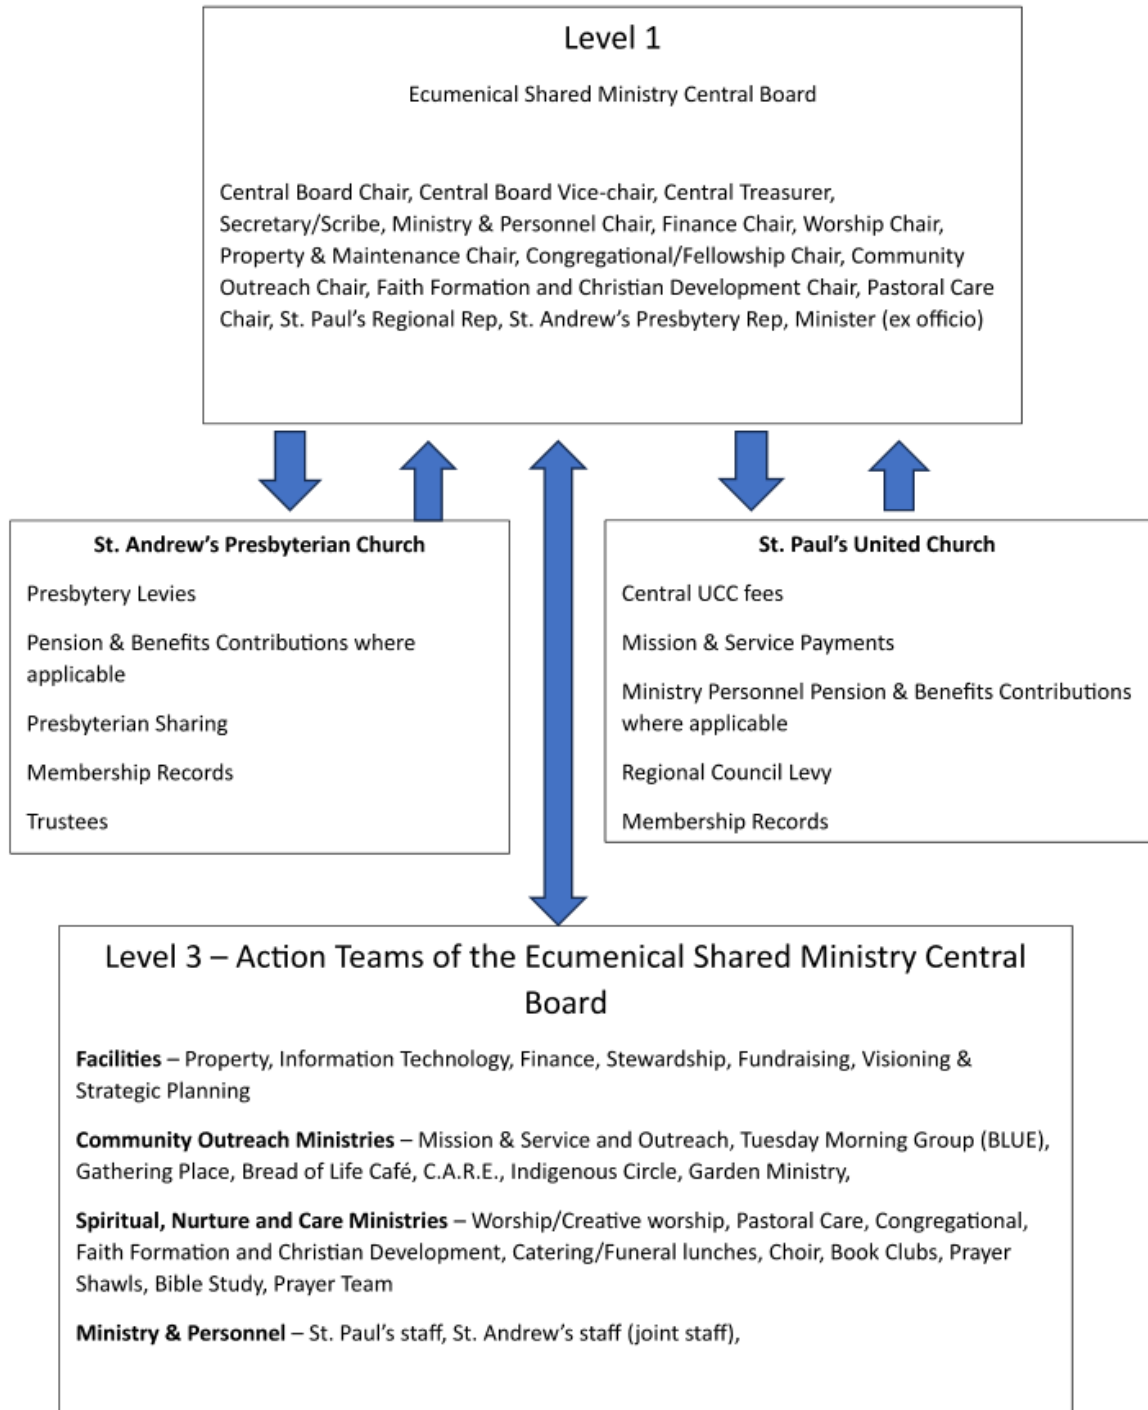 Level 1
Ecumenical Shared Ministry Central Board
Central Board Chair, Central Board Vice-chair, Central Treasurer,
Secretary/Scribe, Ministry & Personnel Chair, Finance Chair, Worship Chair,
Property & Maintenance Chair, Congregational/Fellowship Chair, Community
Outreach Chair, Faith Formation and Christian Development Chair, Pastoral Care
Chair, St. Paul’s Regional Rep, St. Andrew’s Presbytery Rep, Minister (ex officio)
St. Andrew’s Presbyterian Church
Presbytery Levies
Pension & Benefits Contributions where
applicable
Presbyterian Sharing
Membership Records
Trustees
St. Paul’s United Church
Central UCC fees
Mission & Service Payments
Ministry Personnel Pension & Benefits Contributions
where applicable
Regional Council Levy
Membership Records
Level 3 – Action Teams of the Ecumenical Shared Ministry Central
Board
Facilities – Property, Information Technology, Finance, Stewardship, Fundraising, Visioning &
Strategic Planning
Community Outreach Ministries – Mission & Service and Outreach, Tuesday Morning Group (BLUE),
Gathering Place, Bread of Life Café, C.A.R.E., Indigenous Circle, Garden Ministry,
Spiritual, Nurture and Care Ministries – Worship/Creative worship, Pastoral Care, Congregational,
Faith Formation and Christian Development, Catering/Funeral lunches, Choir, Book Clubs, Prayer
Shawls, Bible Study, Prayer Team
Ministry & Personnel – St. Paul’s staff, St. Andrew’s staff (joint staff),